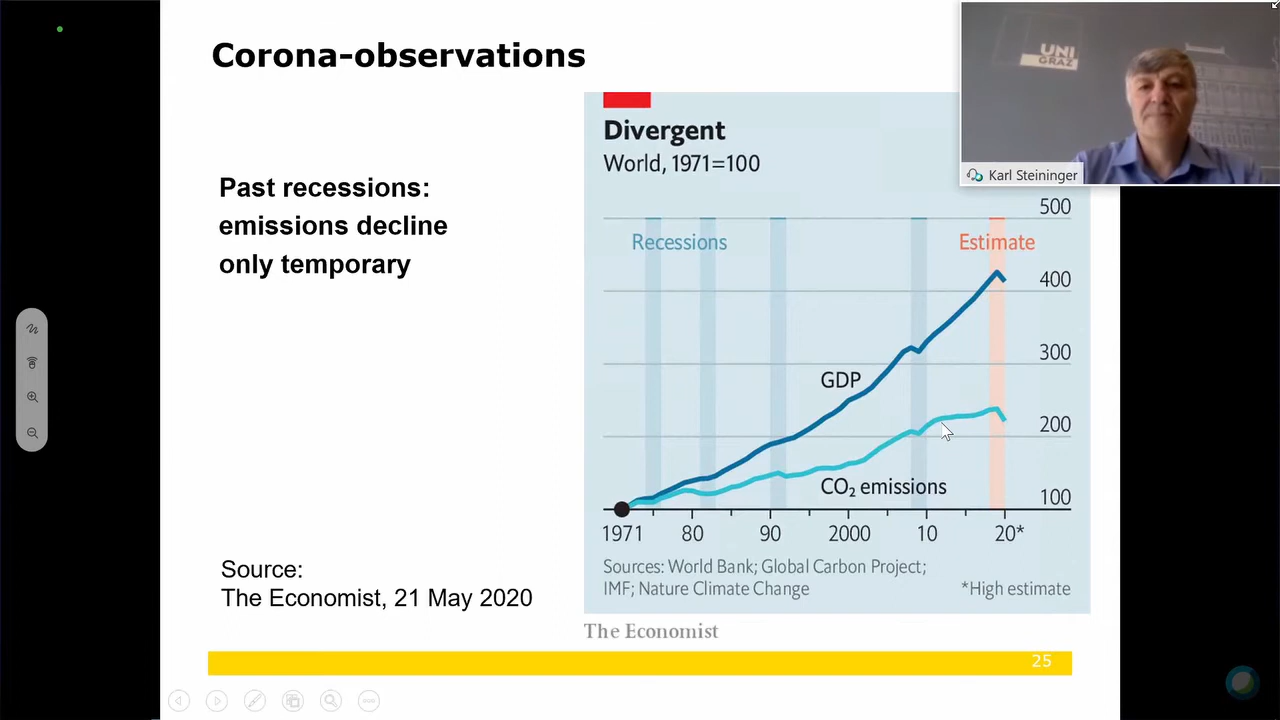 Corona-observations
UNI
GRAZ
Karl Steininger
Past recessions:
emissions decline
only temporary
Divergent
World, 1971=100
500
Recessions
Estimate
400
300
GDP
200
CO₂ emissions
100
1971 80 90 2000 10 20*
Sources: World Bank; Global Carbon Project;
IMF; Nature Climate Change
*High estimate
Source:
The Economist, 21 May 2020
The Economist
25